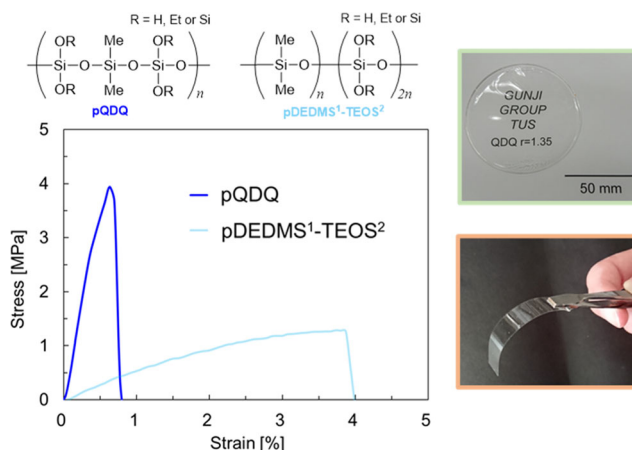 R = H, Et or Si
R = H, Et or Si
OR Me OR
Si O Si O Si O
OR Me OR
n
pQDQ
Me OR
Si O Si O
Me OR
n 2n
pDEDMS¹-TEOS²
5
4
3
2
1
0
Stress [MPa]
pQDQ
pDEDMS¹-TEOS²
0 1 2 3 4 5
Strain [%]
GUNJI
GROUP
TUS
QDQ r=1.35
50 mm